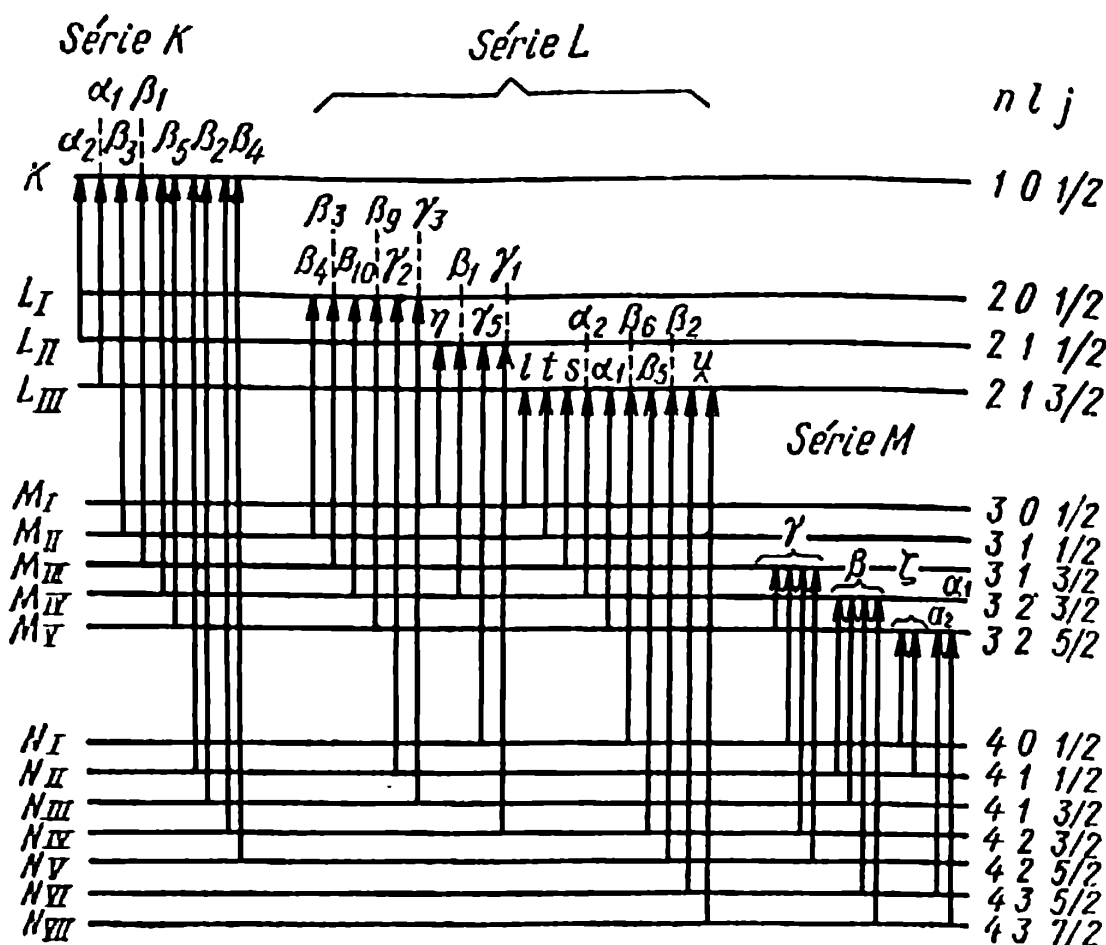 Série K
Série L
α1 β1
n l j
α2 β3 β5 β2 β4
K 1 0 1/2
β3 β9 γ3
β4 β10 γ2 β1 γ1
LI 2 0 1/2
η γ5 α2 β6 β2
LII 2 1 1/2
l t s α1 β5 u
LIII 2 1 3/2
Série M
MI 3 0 1/2
MII γ 3 1 1/2
MIII β ζ 3 1 3/2
MIV α1 3 2 3/2
MV α2 3 2 5/2
NI 4 0 1/2
NII 4 1 1/2
NIII 4 1 3/2
NIV 4 2 3/2
NV 4 2 5/2
NVI 4 3 5/2
NVII 4 3 7/2